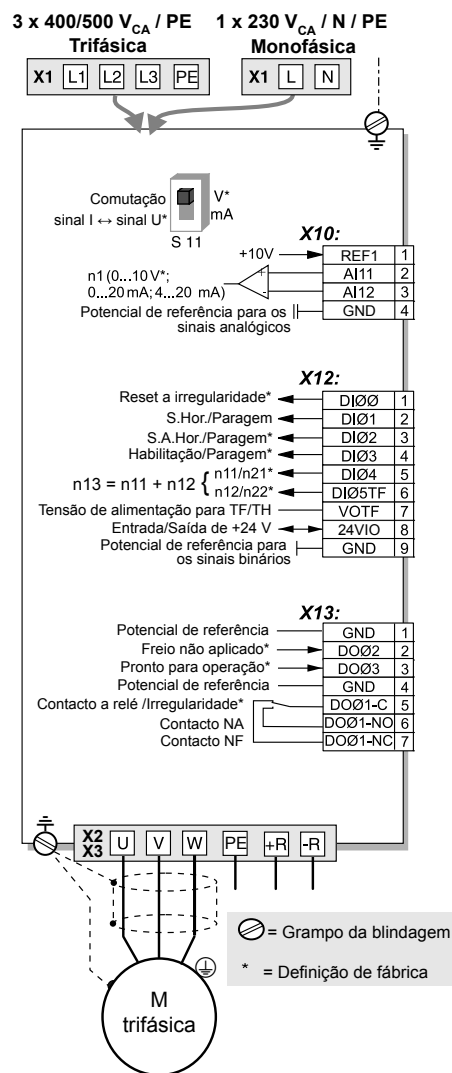 3 x 400/500 VCA / PE 1 x 230 VCA / N / PE
Trifásica Monofásica
X1 L1 L2 L3 PE X1 L N
Comutação V*
sinal I ↔ sinal U* mA
S 11
X10:
+10V REF1 1
n1 (0...10 V*; AI11 2
0...20 mA; 4...20 mA) AI12 3
Potencial de referência para os GND 4
sinais analógicos
X12:
Reset a irregularidade* DIØØ 1
S.Hor./Paragem DIØ1 2
S.A.Hor./Paragem* DIØ2 3
Habilitação/Paragem* DIØ3 4
n13 = n11 + n12 { n11/n21* DIØ4 5
n12/n22* DIØ5TF 6
Tensão de alimentação para TF/TH VOTF 7
Entrada/Saída de +24 V 24VIO 8
Potencial de referência para GND 9
os sinais binários
X13:
Potencial de referência GND 1
Freio não aplicado* DOØ2 2
Pronto para operação* DOØ3 3
Potencial de referência GND 4
Contacto a relé /Irregularidade* DOØ1-C 5
Contacto NA DOØ1-NO 6
Contacto NF DOØ1-NC 7
X2 U V W PE +R -R
X3
= Grampo da blindagem
* = Definição de fábrica
M
trifásica